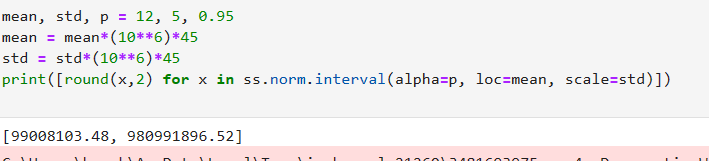 mean, std, p = 12, 5, 0.95
mean = mean*(10**6)*45
std = std*(10**6)*45
print([round(x,2) for x in ss.norm.interval(alpha=p, loc=mean, scale=std)])
[99008103.48, 980991896.52]